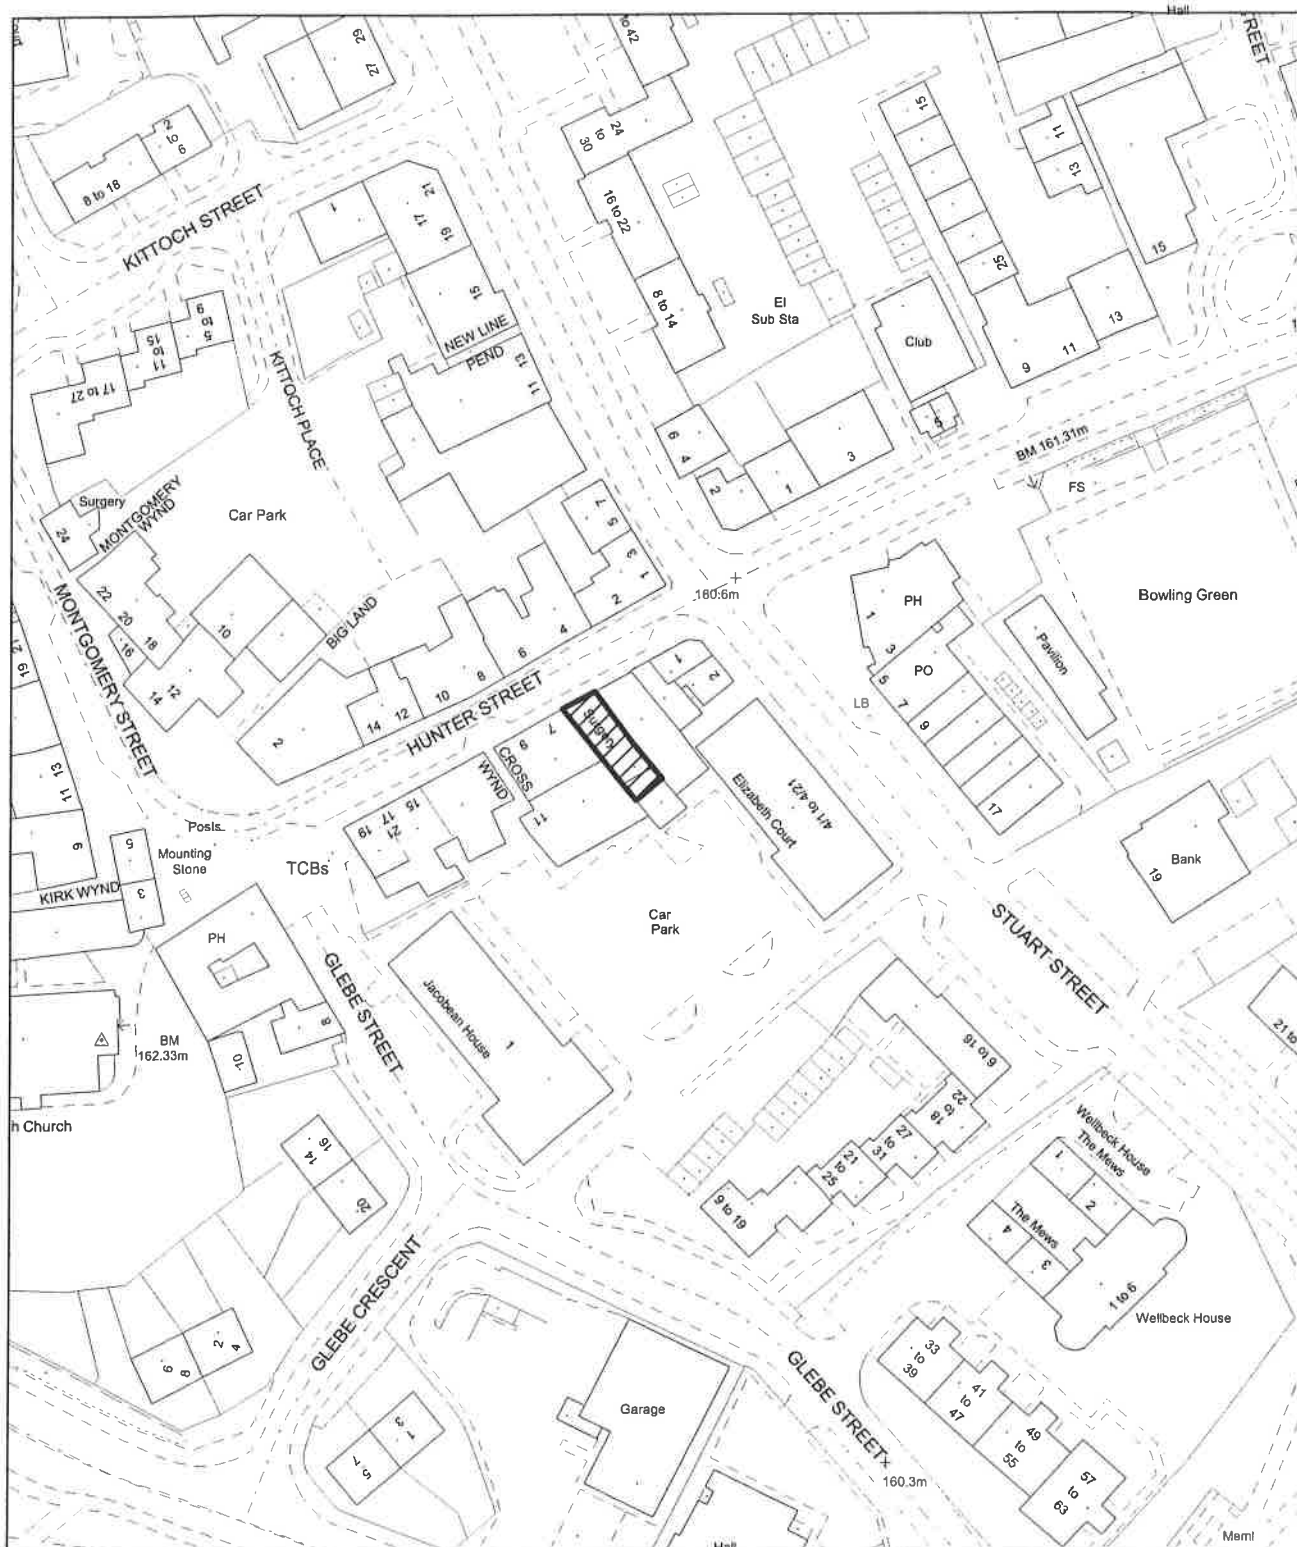 Hall
STREET
to 42
29
27
2
to
6
8 to 18
KITTOCH STREET
1
21
17
19
15
NEW LINE
PEND
13
11
30
to
24
16 to 22
8 to 14
El
Sub Sta
15
25
Club
5
11
13
15
13
11
9
BM 161.31m
FS
5
to
9
11
to
15
17 to 27
KITTOCH PLACE
Surgery
24
MONTGOMERY
WYND
Car Park
6
4
2
1
3
7
5
3
1
2
160.6m
Bowling Green
Pavilion
PH
1
3
PO
5
7
9
17
LB
MONTGOMERY STREET
22
20
18
16
14
12
10
BIG LAND
2
14
12
10
8
6
4
HUNTER STREET
1
2
Surgery
7
9
CROSS
WYND
11
15
17
21
19
Elizabeth Court
4/1 to 4/21
19 21
13
11
9
5
3
Posts
Mounting
Stone
TCBs
KIRK WYND
PH
8
10
BM
162.33m
h Church
GLEBE STREET
Jacobean House
1
Car
Park
STUART STREET
Bank
19
21 to
6 to 16
22
to
18
27
to
31
21
to
25
9 to 19
16
14
20
GLEBE CRESCENT
6
8
2
4
3
1
5
7
Garage
Wellbeck House
The Mews
1
2
The Mews
4
3
1 to 6
Wellbeck House
GLEBE STREET
33
to
39
41
to
47
49
to
55
57
to
63
160.3m
Hall
Meml